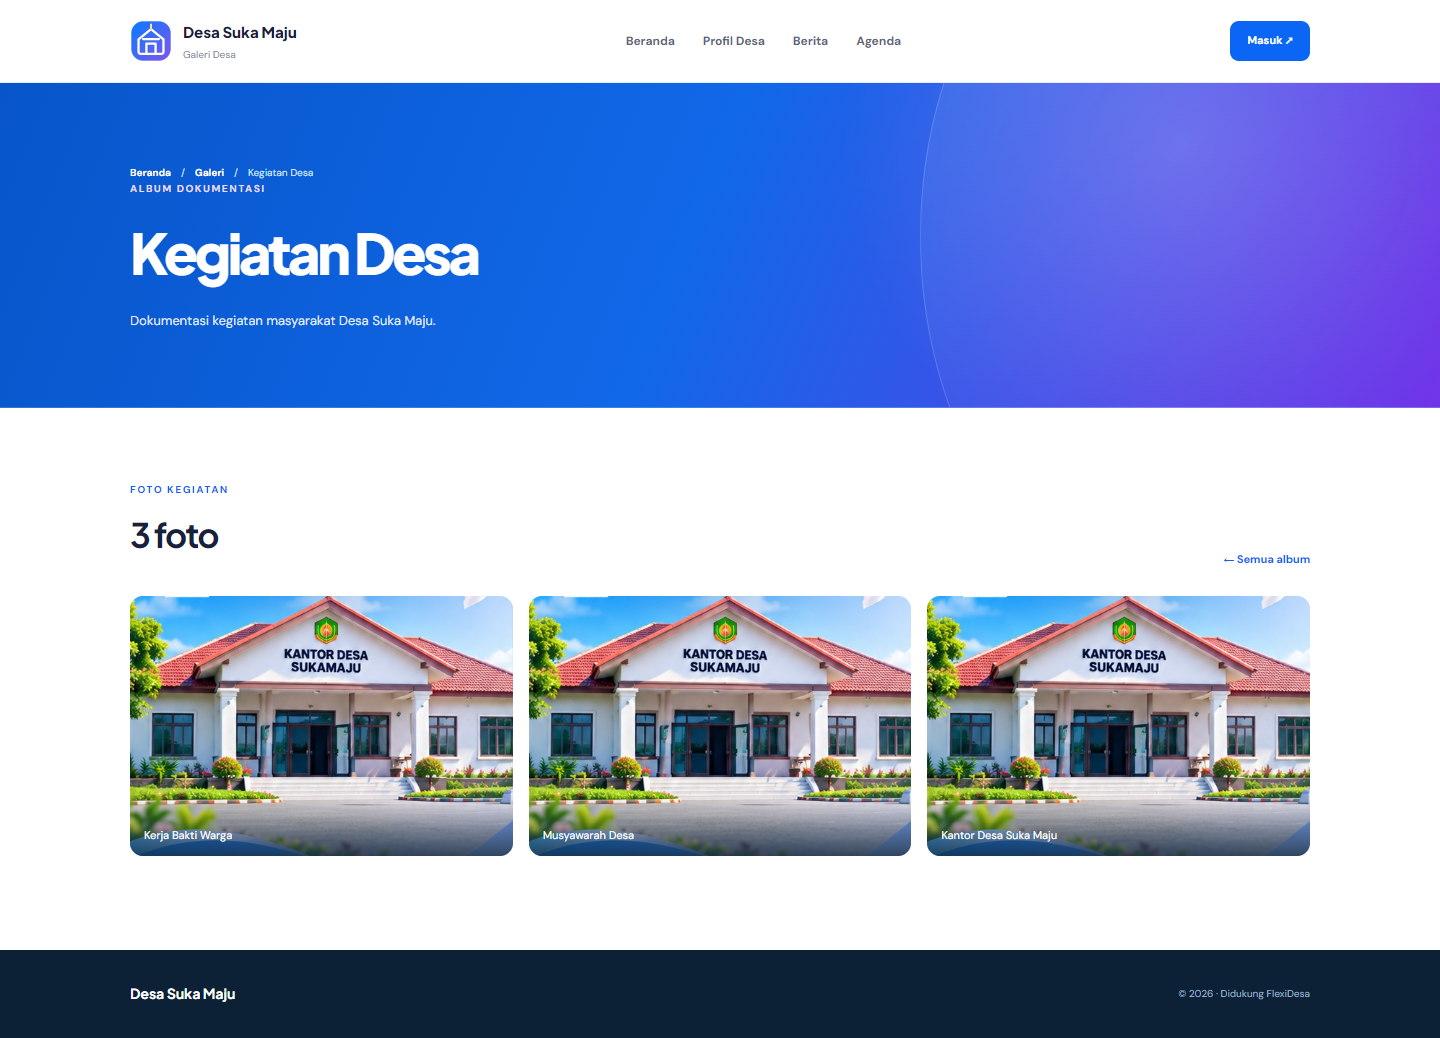 Desa Suka Maju
Galeri Desa
Beranda Profil Desa Berita Agenda
Masuk ↗
Beranda / Galeri / Kegiatan Desa
ALBUM DOKUMENTASI
Kegiatan Desa
Dokumentasi kegiatan masyarakat Desa Suka Maju.
FOTO KEGIATAN
3 foto
← Semua album
KANTOR DESA
SUKAMAJU
Kerja Bakti Warga
KANTOR DESA
SUKAMAJU
Musyawarah Desa
KANTOR DESA
SUKAMAJU
Kantor Desa Suka Maju
Desa Suka Maju
© 2026 · Didukung FlexiDesa